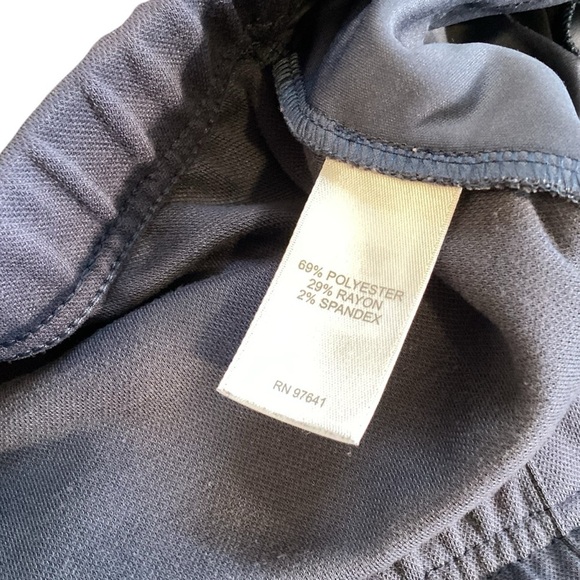 69% POLYESTER
29% RAYON
2% SPANDEX
RN 97641